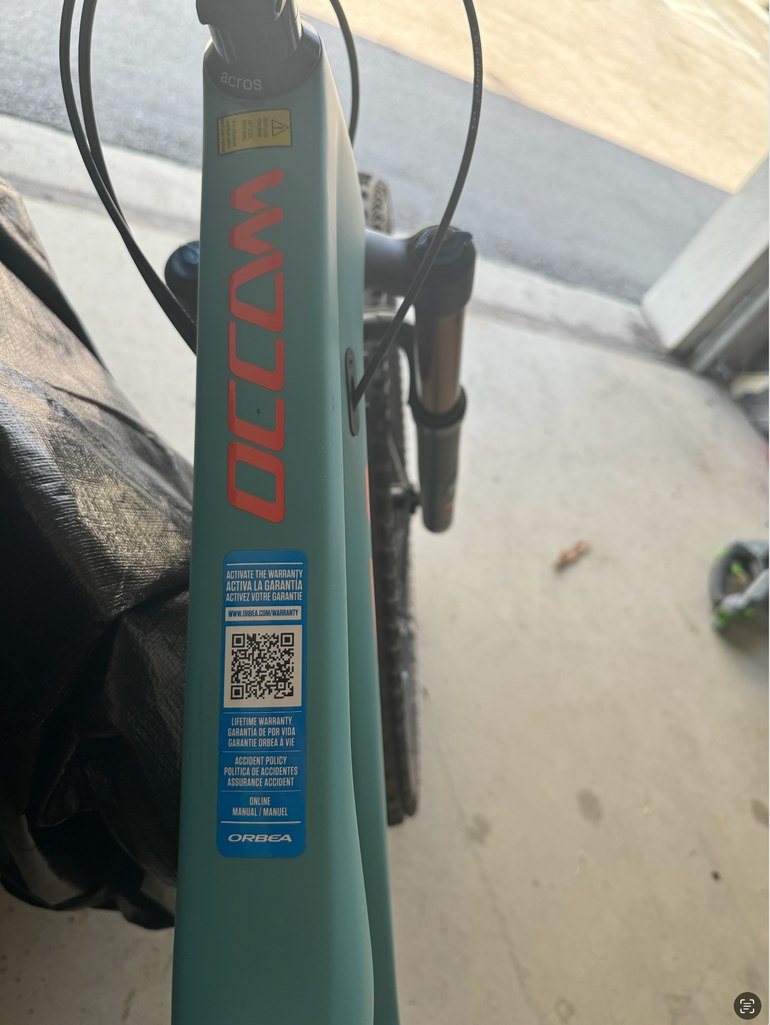 acros
OCCAM
ACTIVATE THE WARRANTY
ACTIVA LA GARANTÍA
ACTIVEZ VOTRE GARANTIE
WWW.ORBEA.COM/WARRANTY
LIFETIME WARRANTY
GARANTÍA DE POR VIDA
GARANTIE ORBEA À VIE
ACCIDENT POLICY
POLÍTICA DE ACCIDENTES
ASSURANCE ACCIDENT
ONLINE
MANUAL / MANUEL
ORBEA